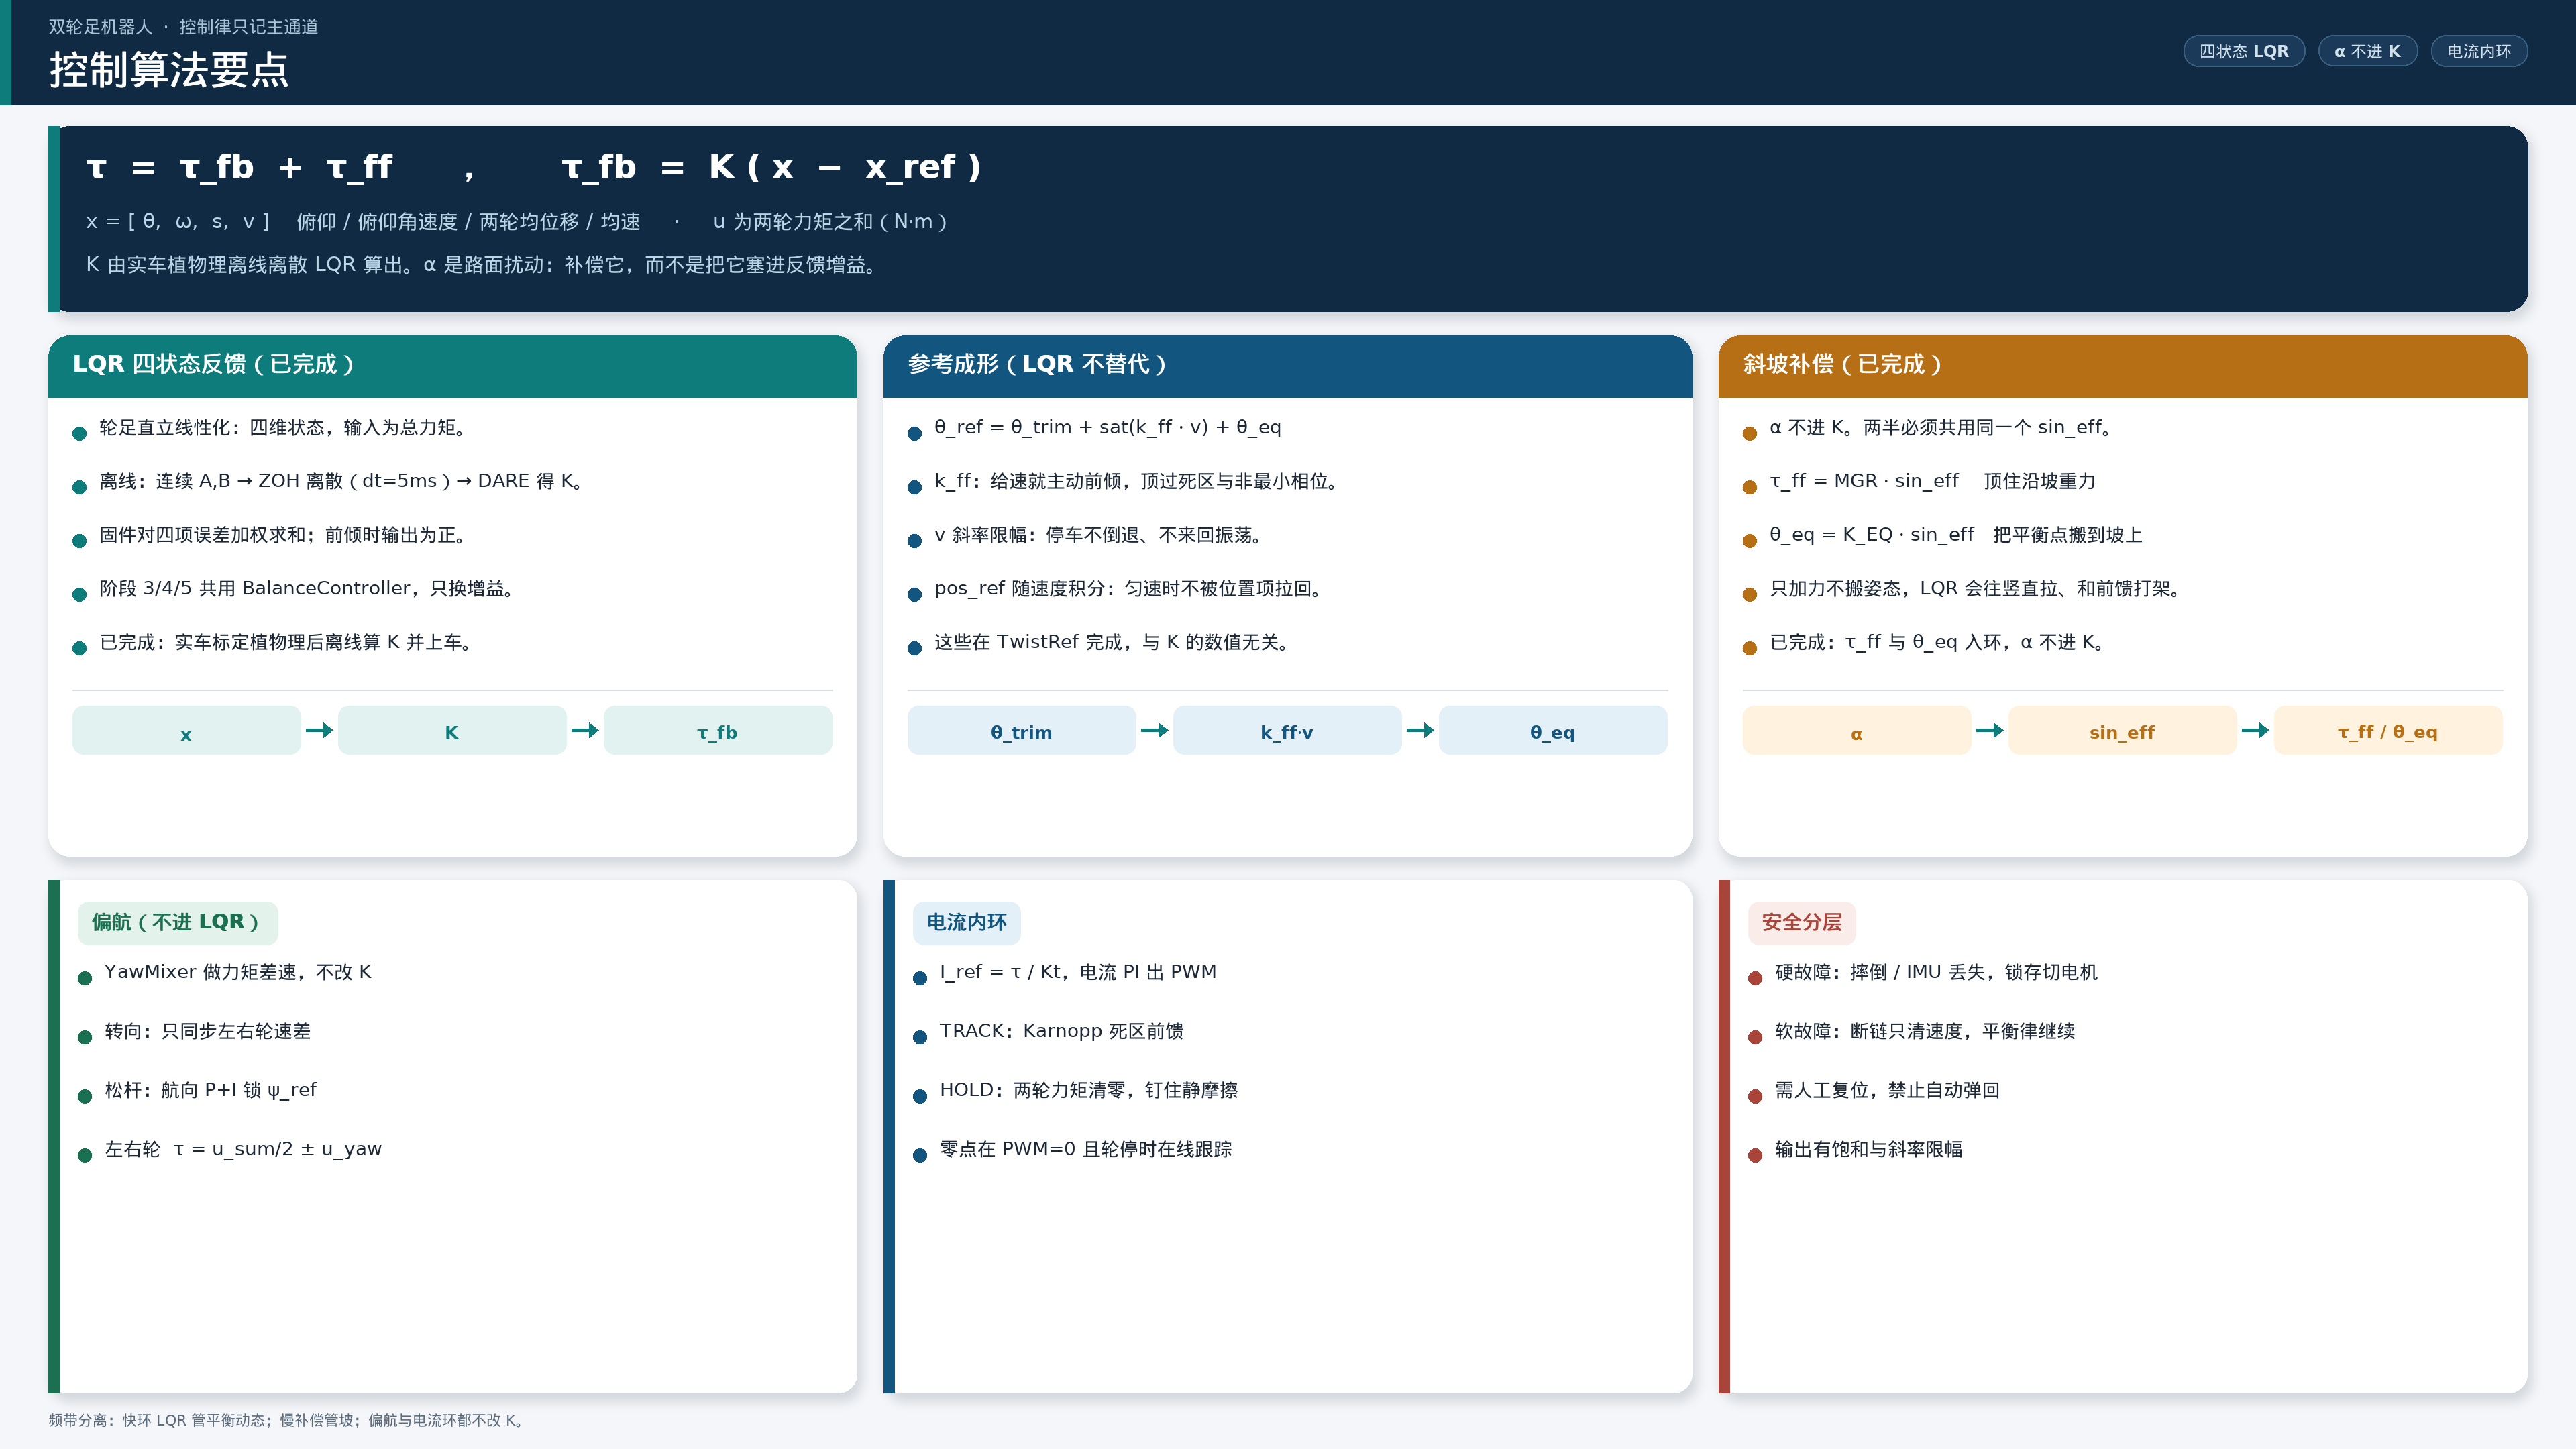 双轮足机器人 · 控制律只记主通道
控制算法要点
四状态 LQR
α 不进 K
电流内环
τ = τ_fb + τ_ff , τ_fb = K ( x − x_ref )
x = [ θ, ω, s, v ] 俯仰 / 俯仰角速度 / 两轮均位移 / 均速 · u 为两轮力矩之和（N·m）
K 由实车植物理离线离散 LQR 算出。α 是路面扰动：补偿它，而不是把它塞进反馈增益。
LQR 四状态反馈（已完成）
轮足直立线性化：四维状态，输入为总力矩。
离线：连续 A,B → ZOH 离散（dt=5ms）→ DARE 得 K。
固件对四项误差加权求和；前倾时输出为正。
阶段 3/4/5 共用 BalanceController，只换增益。
已完成：实车标定植物理后离线算 K 并上车。
x
K
τ_fb
参考成形（LQR 不替代）
θ_ref = θ_trim + sat(k_ff · v) + θ_eq
k_ff：给速就主动前倾，顶过死区与非最小相位。
v 斜率限幅：停车不倒退、不来回振荡。
pos_ref 随速度积分：匀速时不被位置项拉回。
这些在 TwistRef 完成，与 K 的数值无关。
θ_trim
k_ff·v
θ_eq
斜坡补偿（已完成）
α 不进 K。两半必须共用同一个 sin_eff。
τ_ff = MGR · sin_eff 顶住沿坡重力
θ_eq = K_EQ · sin_eff 把平衡点搬到坡上
只加力不搬姿态，LQR 会往竖直拉、和前馈打架。
已完成：τ_ff 与 θ_eq 入环，α 不进 K。
α
sin_eff
τ_ff / θ_eq
偏航（不进 LQR）
YawMixer 做力矩差速，不改 K
转向：只同步左右轮速差
松杆：航向 P+I 锁 ψ_ref
左右轮 τ = u_sum/2 ± u_yaw
电流内环
I_ref = τ / Kt，电流 PI 出 PWM
TRACK：Karnopp 死区前馈
HOLD：两轮力矩清零，钉住静摩擦
零点在 PWM=0 且轮停时在线跟踪
安全分层
硬故障：摔倒 / IMU 丢失，锁存切电机
软故障：断链只清速度，平衡律继续
需人工复位，禁止自动弹回
输出有饱和与斜率限幅
频带分离：快环 LQR 管平衡动态；慢补偿管坡；偏航与电流环都不改 K。